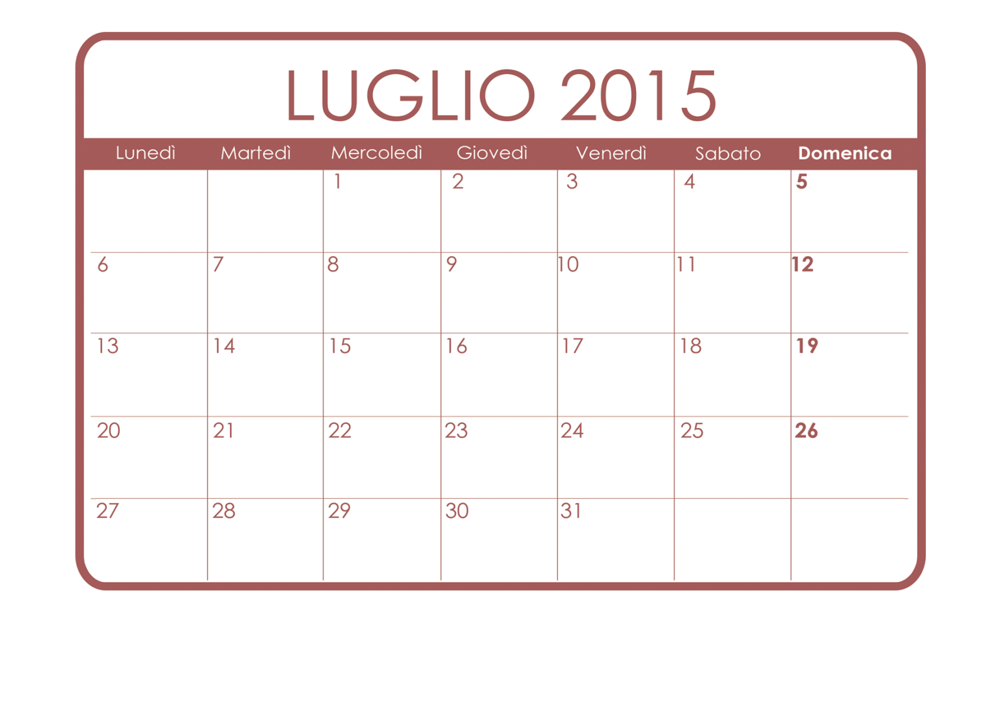 LUGLIO 2015
Lunedì Martedì Mercoledì Giovedì Venerdì Sabato Domenica
1 2 3 4 5
6 7 8 9 10 11 12
13 14 15 16 17 18 19
20 21 22 23 24 25 26
27 28 29 30 31